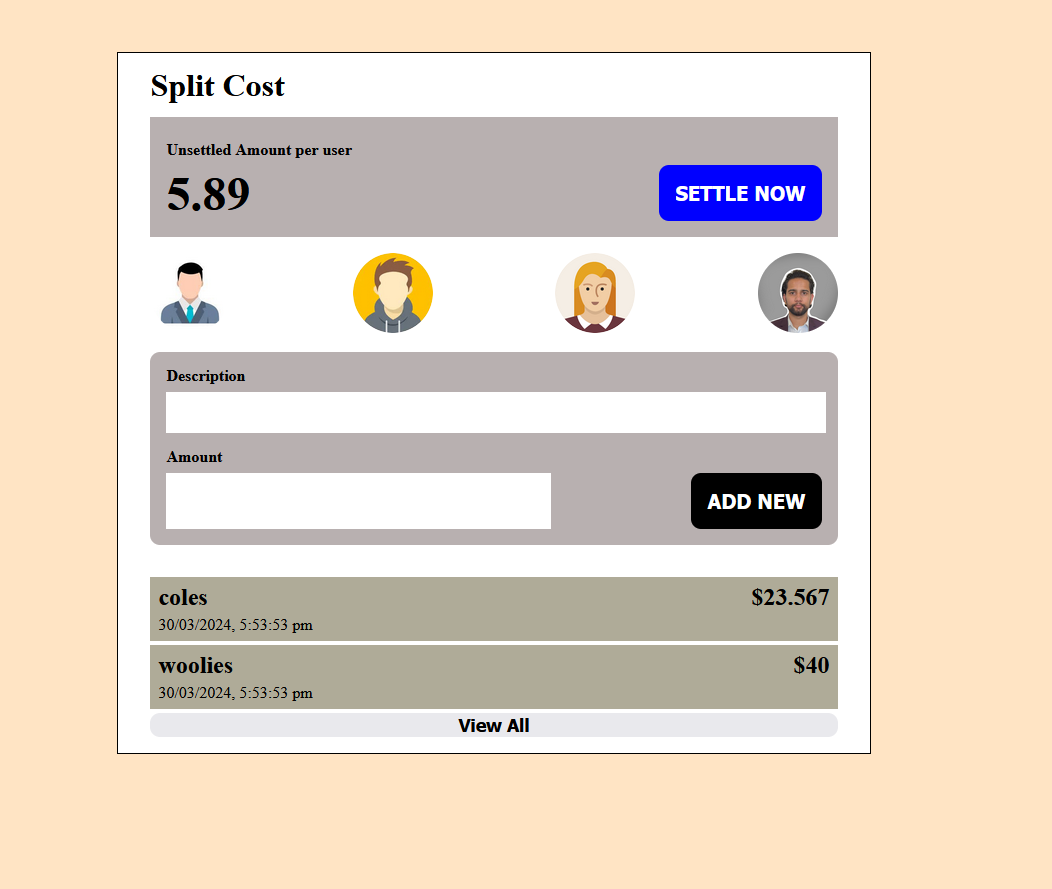 Split Cost
Unsettled Amount per user
5.89
SETTLE NOW
Description
Amount
ADD NEW
coles
$23.567
30/03/2024, 5:53:53 pm
woolies
$40
30/03/2024, 5:53:53 pm
View All